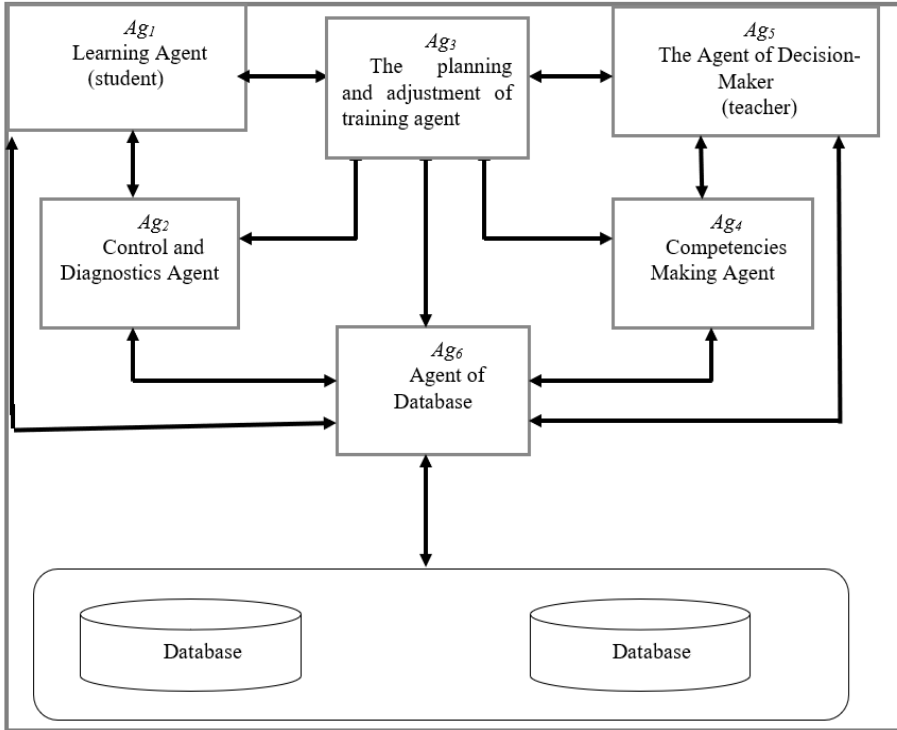 Ag1
Learning Agent
(student)
Ag3
The planning
and adjustment of
training agent
Ag5
The Agent of Decision-
Maker
(teacher)
Ag2
Control and
Diagnostics Agent
Ag4
Competencies
Making Agent
Ag6
Agent of
Database
Database
Database